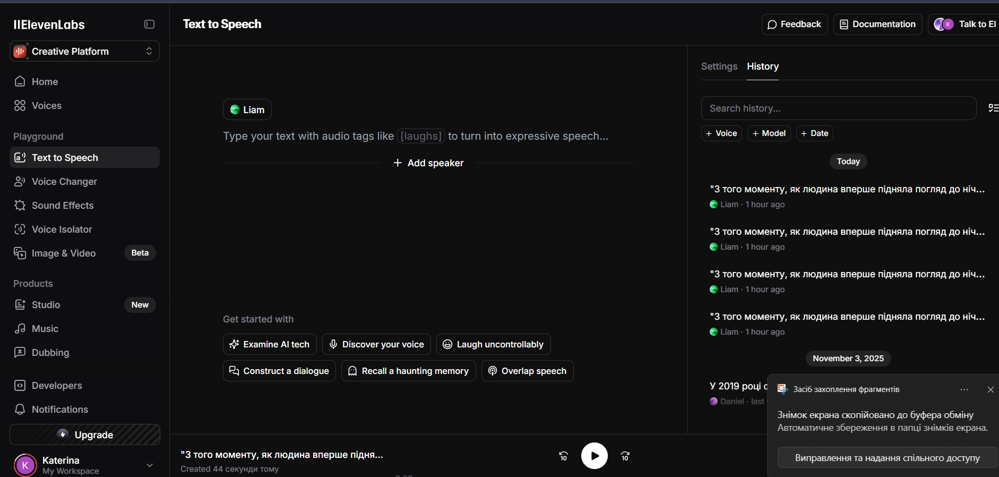 IIElevenLabs
Creative Platform
Home
Voices
Playground
Text to Speech
Voice Changer
Sound Effects
Voice Isolator
Image & Video
Beta
Products
Studio
New
Music
Dubbing
Developers
Notifications
Upgrade
K
Katerina
My Workspace
Text to Speech
Feedback
Documentation
K
Talk to El
Liam
Type your text with audio tags like [laughs] to turn into expressive speech...
+ Add speaker
Get started with
Examine AI tech
Discover your voice
Laugh uncontrollably
Construct a dialogue
Recall a haunting memory
Overlap speech
Settings
History
Search history...
+ Voice
+ Model
+ Date
Today
"З того моменту, як людина вперше підняла погляд до ніч...
Liam · 1 hour ago
"З того моменту, як людина вперше підняла погляд до ніч...
Liam · 1 hour ago
"З того моменту, як людина вперше підняла погляд до ніч...
Liam · 1 hour ago
"З того моменту, як людина вперше підняла погляд до ніч...
Liam · 1 hour ago
November 3, 2025
У 2019 році
Daniel · last
"З того моменту, як людина вперше підня...
Created 44 секунди тому
10
10
Засіб захоплення фрагментів
Знімок екрана скопійовано до буфера обміну
Автоматичне збереження в папці знімків екрана.
Виправлення та надання спільного доступу